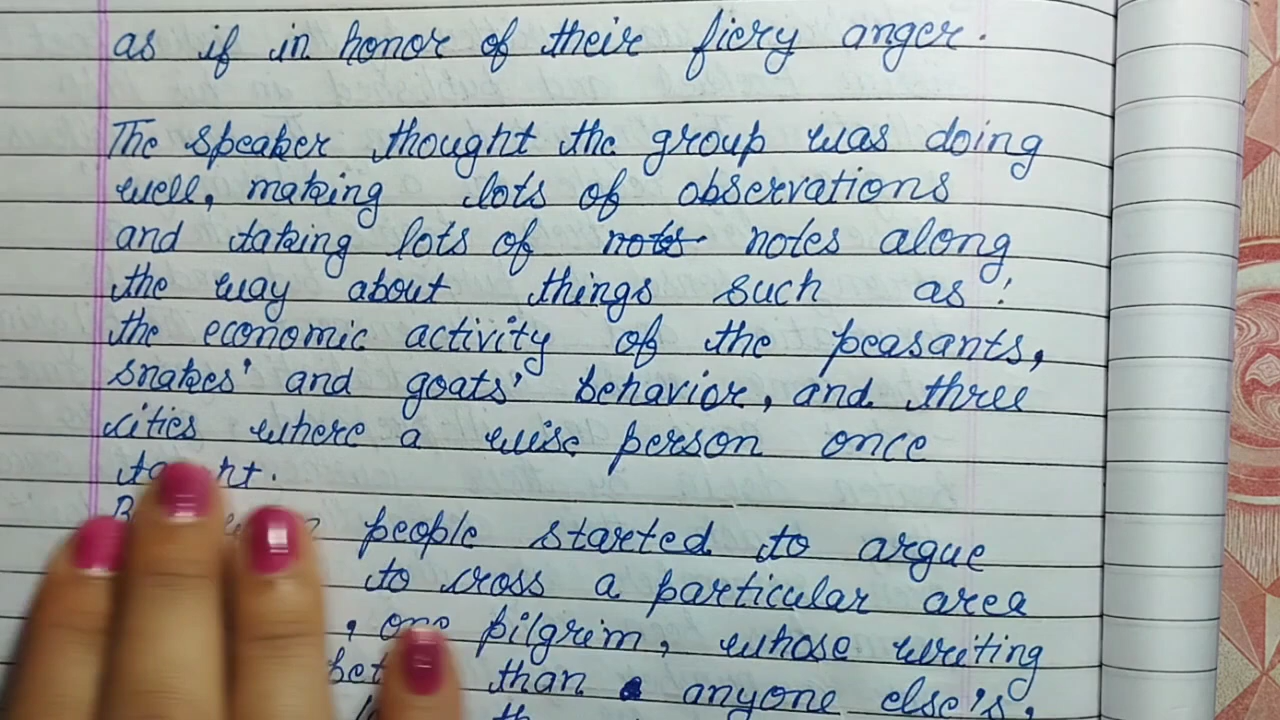 as if in honor of their fiery anger.
The speaker thought the group was doing
well, making lots of observations
and taking lots of notes notes along
the way about things such as:
the economic activity of the peasants,
snakes' and goats' behavior, and three
cities where a wise person once
people started to argue
to cross a particular area
, one pilgrim, whose writing
than anyone else's,